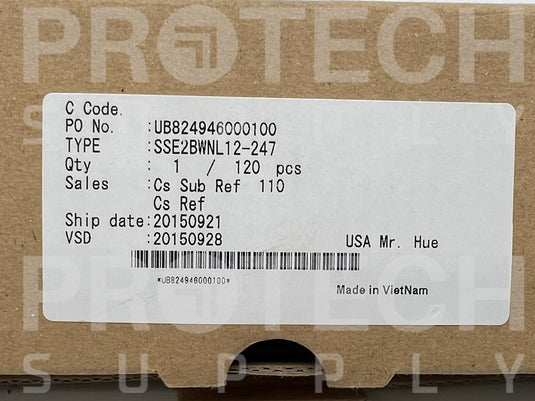 PROTECH
SUPPLY
C Code.
PO No. :UB824946000100
TYPE :SSE2BWNL12-247
Qty : 1 / 120 pcs
Sales :Cs Sub Ref 110
Cs Ref
Ship date:20150921
VSD :20150928 USA Mr. Hue
*UB824946000100*
Made in VietNam
PROTECH
SUPPLY